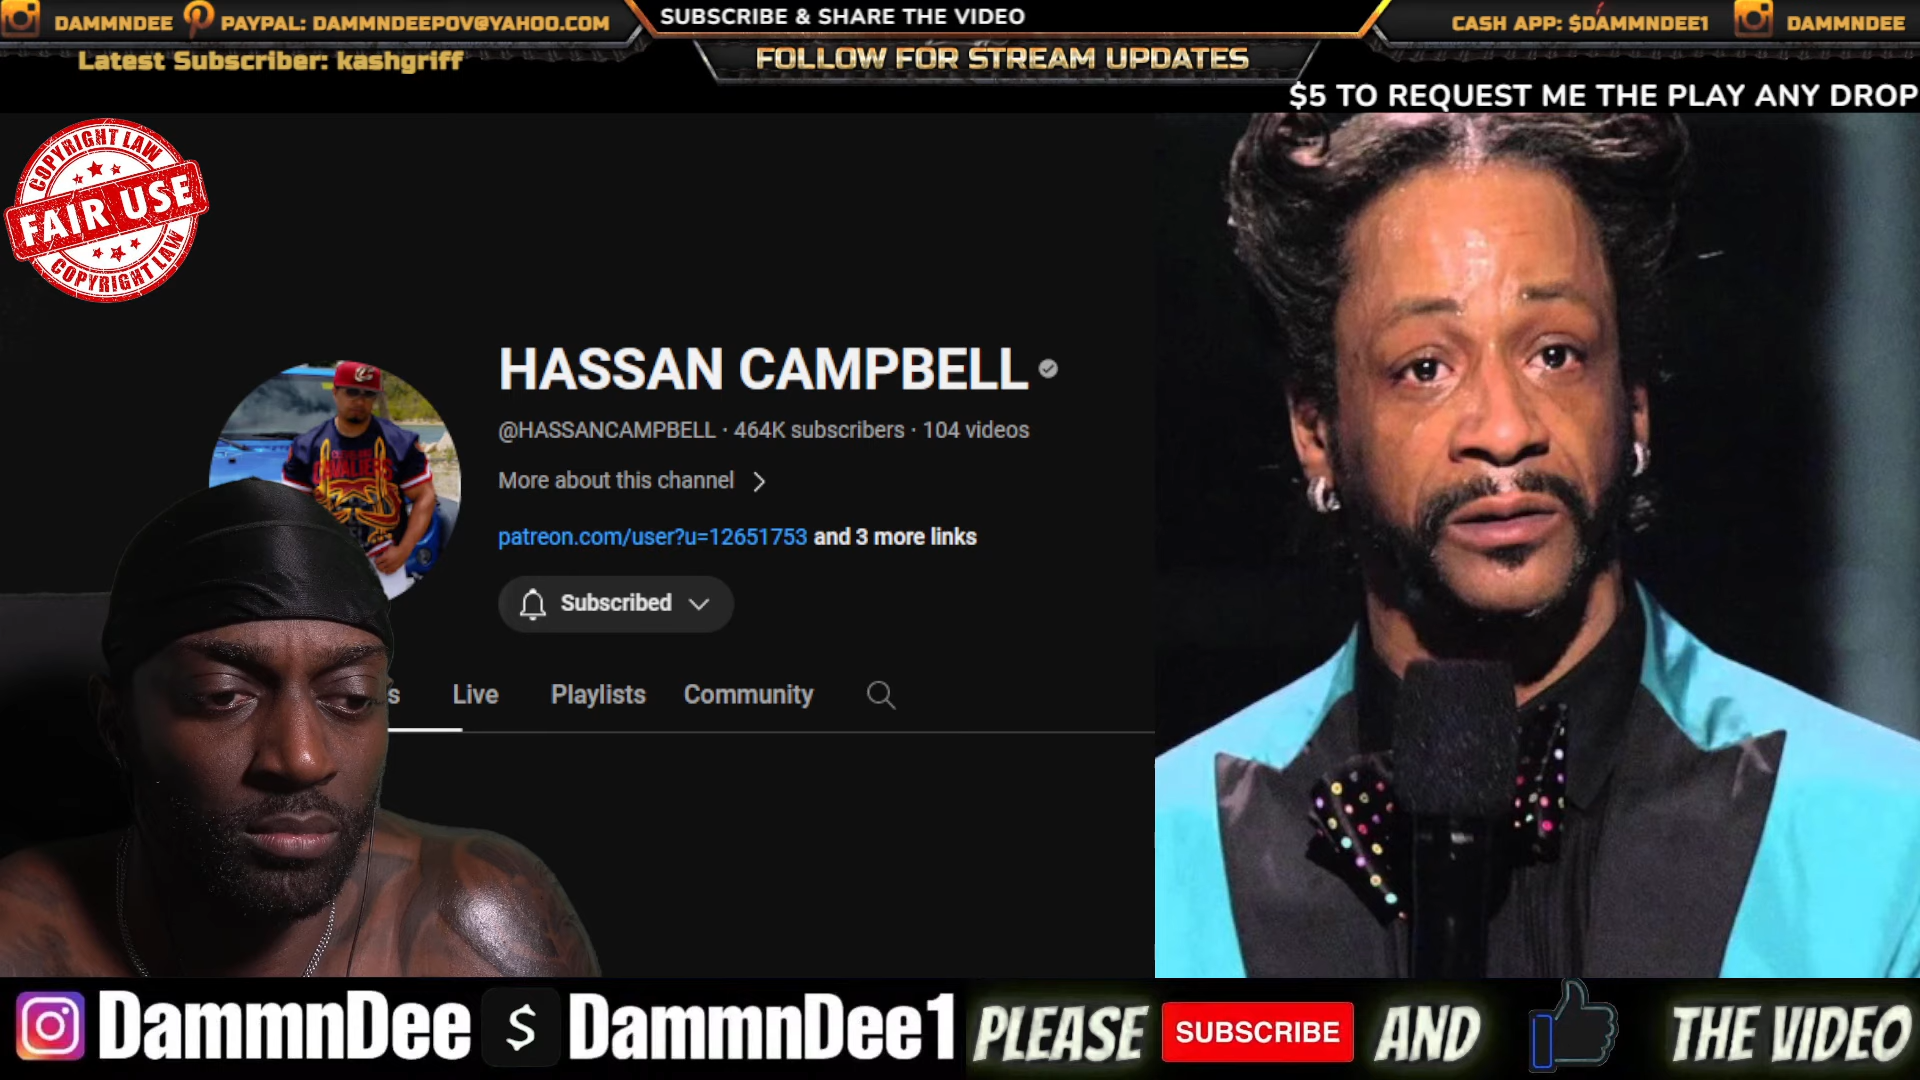 DAMMNDEE
PAYPAL: DAMMNDEEPOV@YAHOO.COM
SUBSCRIBE & SHARE THE VIDEO
CASH APP: $DAMMNDEE1
DAMMNDEE
Latest Subscriber: kashgriff
FOLLOW FOR STREAM UPDATES
$5 TO REQUEST ME THE PLAY ANY DROP
COPYRIGHT LAW
FAIR USE
COPYRIGHT LAW
HASSAN CAMPBELL
@HASSANCAMPBELL · 464K subscribers · 104 videos
More about this channel
patreon.com/user?u=12651753 and 3 more links
Subscribed
s Live Playlists Community
DammnDee $ DammnDee1 PLEASE SUBSCRIBE AND THE VIDEO